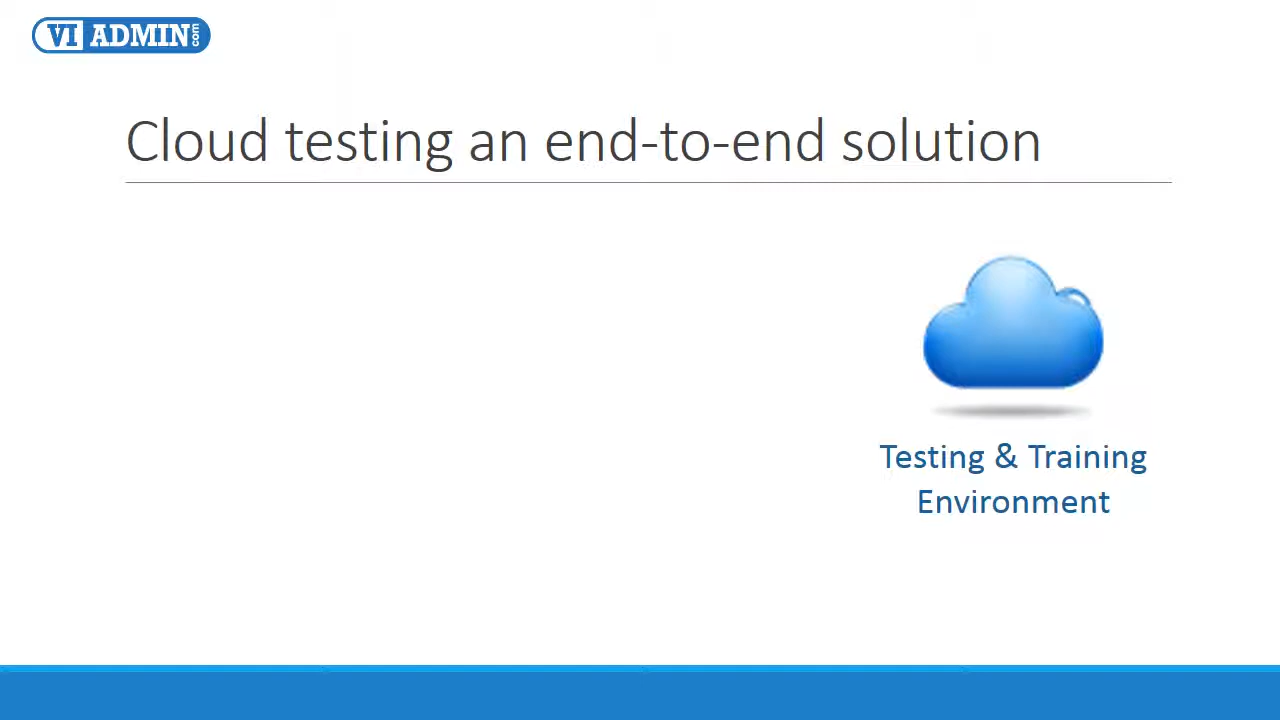 VI ADMIN.com
Cloud testing an end-to-end solution
Testing & Training
Environment